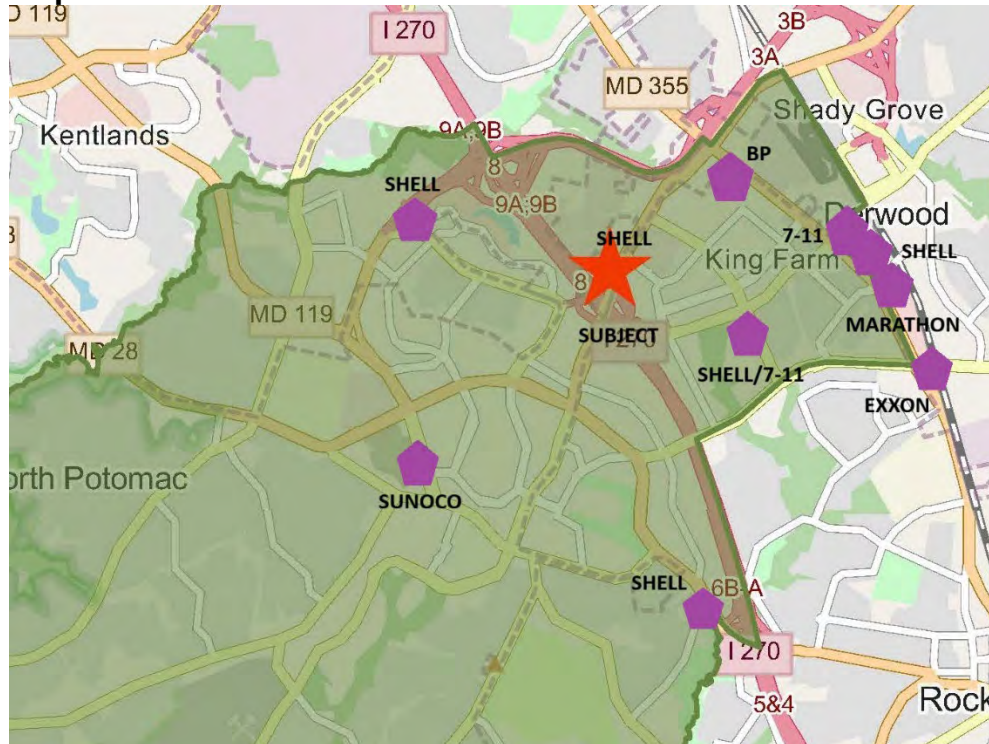 D 119
I 270
3B
3A
MD 355
Shady Grove
Kentlands
9A;9B
8
BP
SHELL
9A;9B
Derwood
7-11
SHELL
SHELL
King Farm
8
MD 119
MARATHON
SUBJECT
I 270
MD 28
SHELL/7-11
EXXON
orth Potomac
SUNOCO
SHELL
6B-A
I 270
Rock
5&4